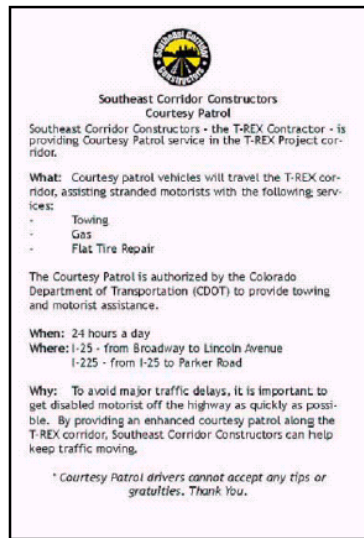 Southeast Corridor
Constructors
Southeast Corridor Constructors
Courtesy Patrol
Southeast Corridor Constructors - the T-REX Contractor - is
providing Courtesy Patrol service in the T-REX Project cor-
ridor.
What: Courtesy patrol vehicles will travel the T-REX cor-
ridor, assisting stranded motorists with the following serv-
ices:
- Towing
- Gas
- Flat Tire Repair
The Courtesy Patrol is authorized by the Colorado
Department of Transportation (CDOT) to provide towing
and motorist assistance.
When: 24 hours a day
Where: I-25 - from Broadway to Lincoln Avenue
I-225 - from I-25 to Parker Road
Why: To avoid major traffic delays, it is important to
get disabled motorist off the highway as quickly as possi-
ble. By providing an enhanced courtesy patrol along the
T-REX corridor, Southeast Corridor Constructors can help
keep traffic moving.
* Courtesy Patrol drivers cannot accept any tips or
gratuities. Thank You.